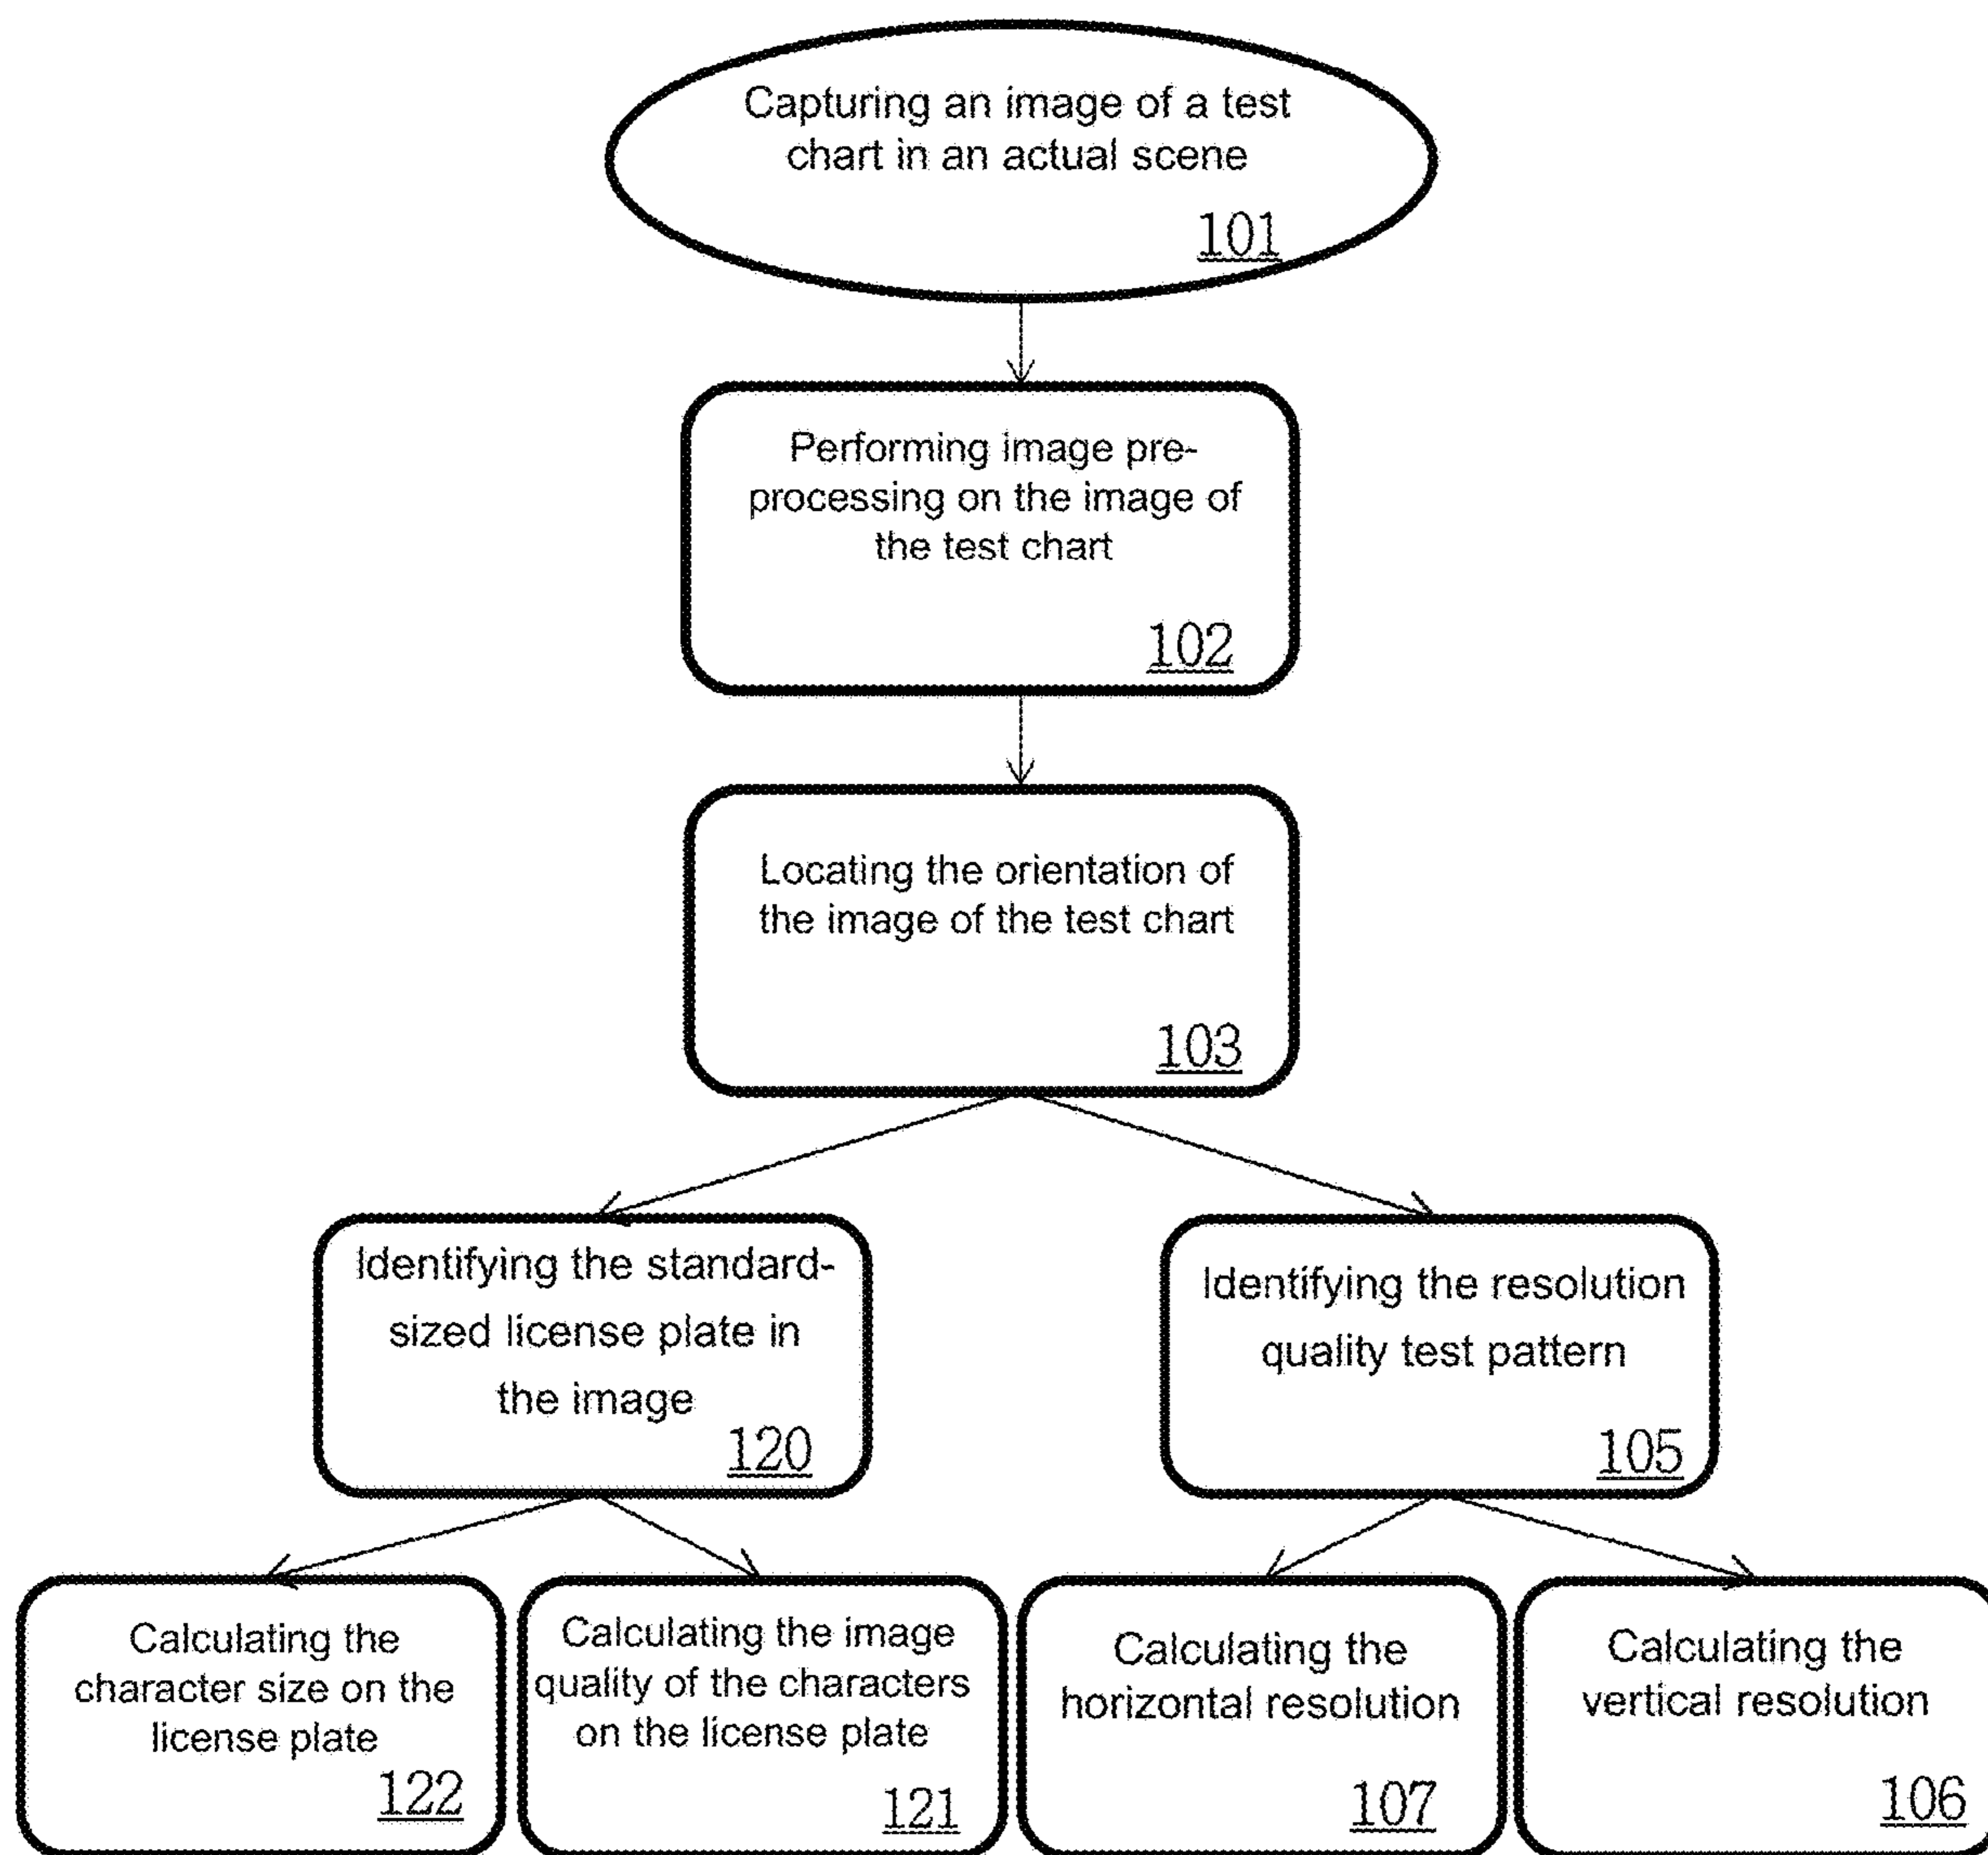 Capturing an image of a test
chart in an actual scene
101
Performing image pre-
processing on the image of
the test chart
102
Locating the orientation of
the image of the test chart
103
Identifying the standard-
sized license plate in
the image
120
Identifying the resolution
quality test pattern
105
Calculating the
character size on the
license plate
122
Calculating the image
quality of the characters
on the license plate
121
Calculating the
horizontal resolution
107
Calculating the
vertical resolution
106